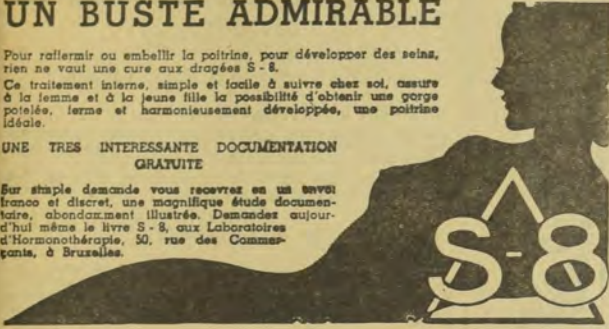 UN BUSTE ADMIRABLE
Pour raffermir ou embellir la poitrine, pour développer des seins,
rien ne vaut une cure aux dragées S - 8.
Ce traitement interne, simple et facile à suivre chez soi, assure
à la femme et à la jeune fille la possibilité d'obtenir une gorge
potelée, ferme et harmonieusement développée, une poitrine
idéale.
UNE TRES INTERESSANTE DOCUMENTATION
GRATUITE
Sur simple demande vous recevrez en un envoi
franco et discret, une magnifique étude documen-
taire, abondamment illustrée. Demandez aujour-
d'hui même le livre S - 8, aux Laboratoires
d'Hormonothérapie, 50, rue des Commer-
çants, à Bruxelles.
S-8